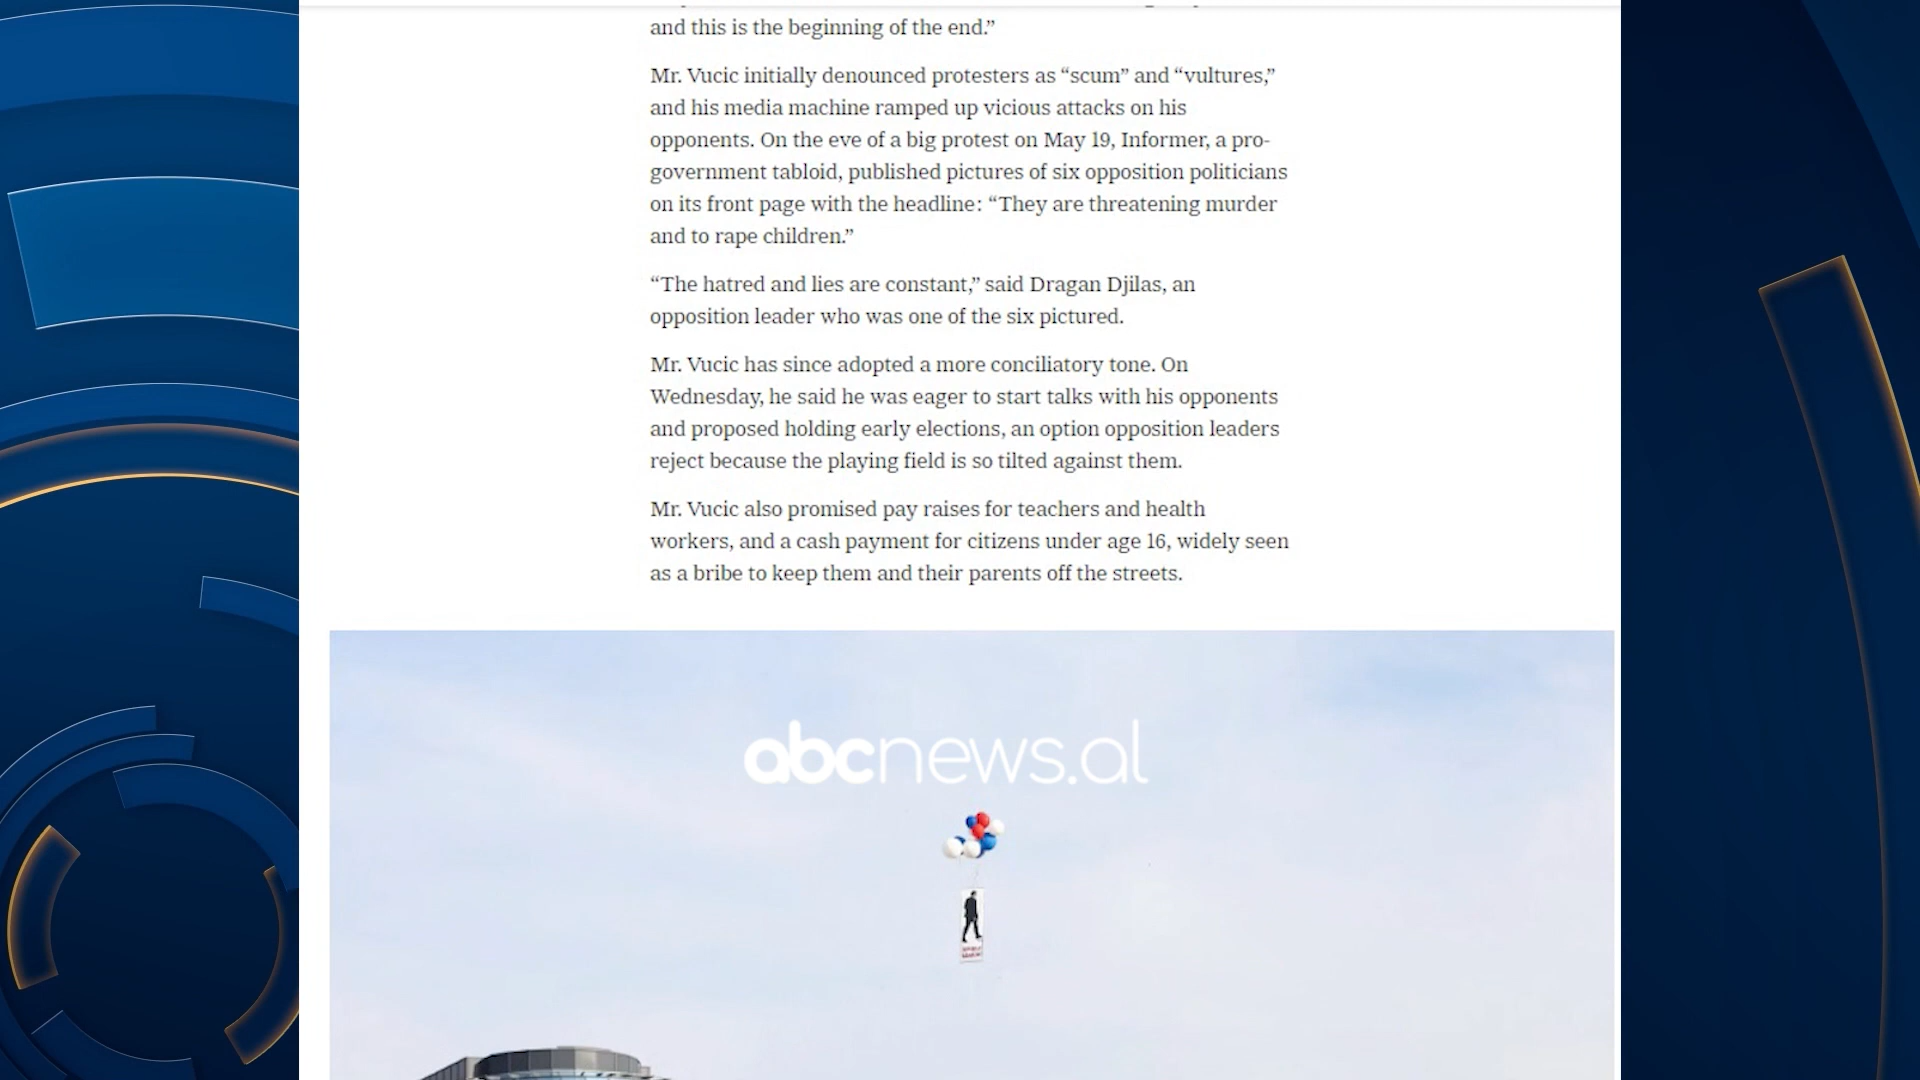 and this is the beginning of the end.”
Mr. Vucic initially denounced protesters as “scum” and “vultures,”
and his media machine ramped up vicious attacks on his
opponents. On the eve of a big protest on May 19, Informer, a pro-
government tabloid, published pictures of six opposition politicians
on its front page with the headline: “They are threatening murder
and to rape children.”
“The hatred and lies are constant,” said Dragan Djilas, an
opposition leader who was one of the six pictured.
Mr. Vucic has since adopted a more conciliatory tone. On
Wednesday, he said he was eager to start talks with his opponents
and proposed holding early elections, an option opposition leaders
reject because the playing field is so tilted against them.
Mr. Vucic also promised pay raises for teachers and health
workers, and a cash payment for citizens under age 16, widely seen
as a bribe to keep them and their parents off the streets.
abcnews.al